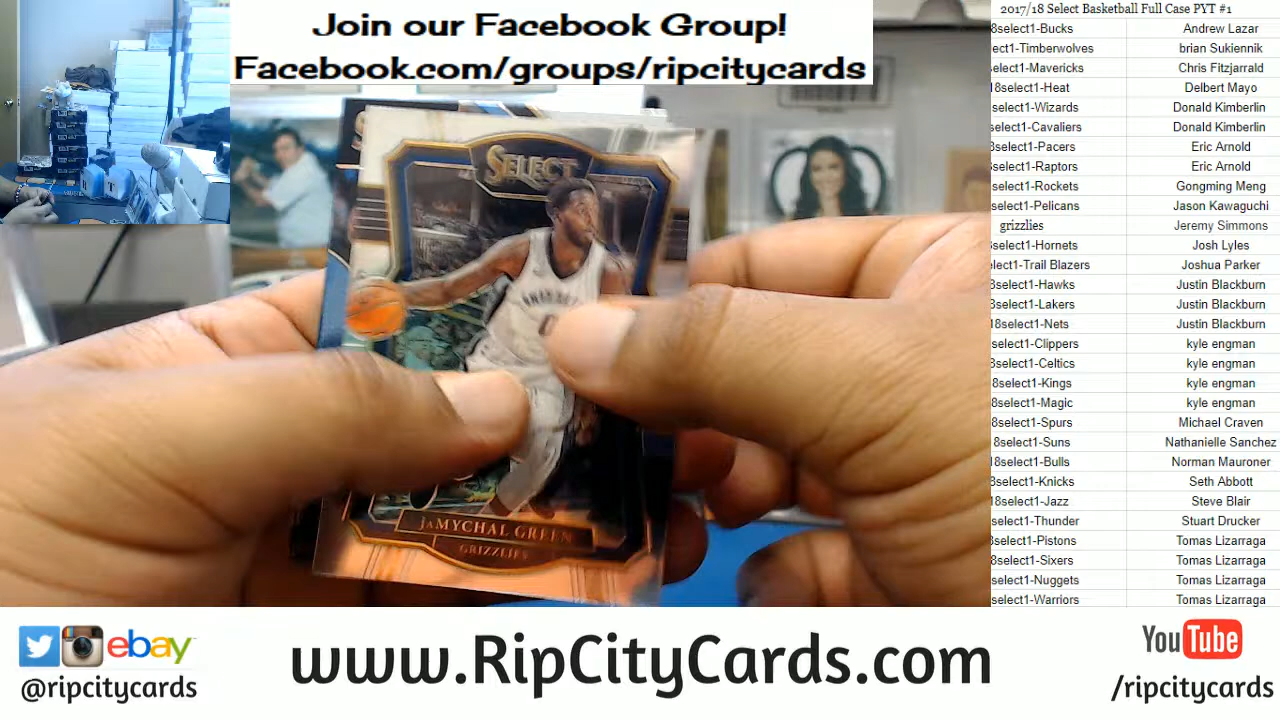 Join our Facebook Group!
Facebook.com/groups/ripcitycards
2017/18 Select Basketball Full Case PYT #1
8select1-Bucks Andrew Lazar
ect1-Timberwolves brian Sukiennik
select1-Mavericks Chris Fitzjarrald
18select1-Heat Delbert Mayo
select1-Wizards Donald Kimberlin
select1-Cavaliers Donald Kimberlin
8select1-Pacers Eric Arnold
select1-Raptors Eric Arnold
select1-Rockets Gongming Meng
select1-Pelicans Jason Kawaguchi
grizzlies Jeremy Simmons
select1-Hornets Josh Lyles
lect1-Trail Blazers Joshua Parker
8select1-Hawks Justin Blackburn
8select1-Lakers Justin Blackburn
18select1-Nets Justin Blackburn
select1-Clippers kyle engman
8select1-Celtics kyle engman
8select1-Kings kyle engman
8select1-Magic kyle engman
8select1-Spurs Michael Craven
8select1-Suns Nathanielle Sanchez
18select1-Bulls Norman Mauroner
8select1-Knicks Seth Abbott
18select1-Jazz Steve Blair
select1-Thunder Stuart Drucker
8select1-Pistons Tomas Lizarraga
8select1-Sixers Tomas Lizarraga
select1-Nuggets Tomas Lizarraga
select1-Warriors Tomas Lizarraga
SELECT
JaMYCHAL GREEN
GRIZZLIES
ebay
@ripcitycards
www.RipCityCards.com
YouTube
/ripcitycards